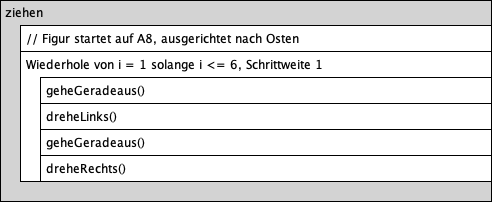 ziehen
// Figur startet auf A8, ausgerichtet nach Osten
Wiederhole von i = 1 solange i <= 6, Schrittweite 1
geheGeradeaus()
dreheLinks()
geheGeradeaus()
dreheRechts()